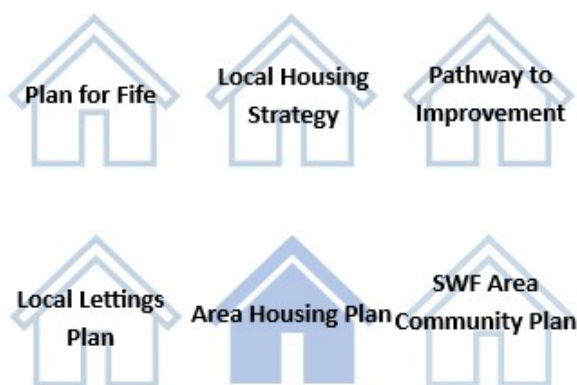 Plan for Fife
Local Housing
Strategy
Pathway to
Improvement
Local Lettings
Plan
Area Housing Plan
SWF Area
Community Plan